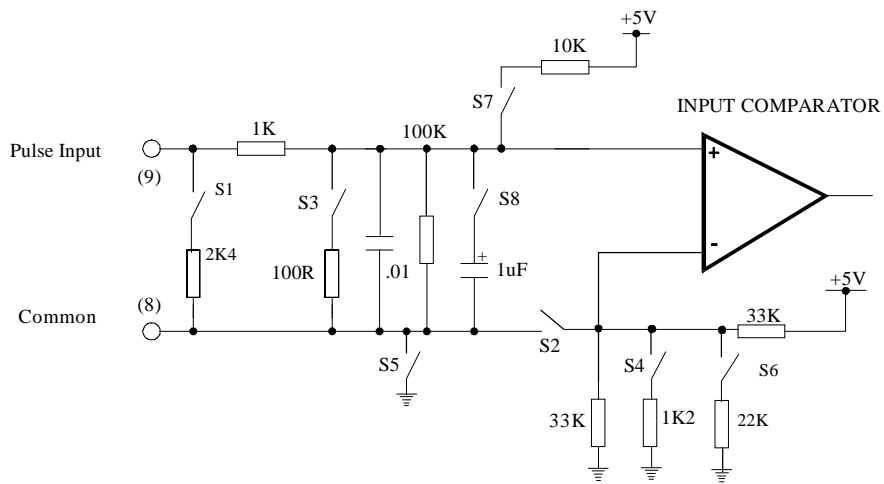 +5V
10K
S7
INPUT COMPARATOR
1K
100K
Pulse Input
+
(9)
S1
S3
S8
-
2K4
100R
.01
+
1uF
+5V
(8)
Common
33K
S2
S5
S4
S6
33K
1K2
22K